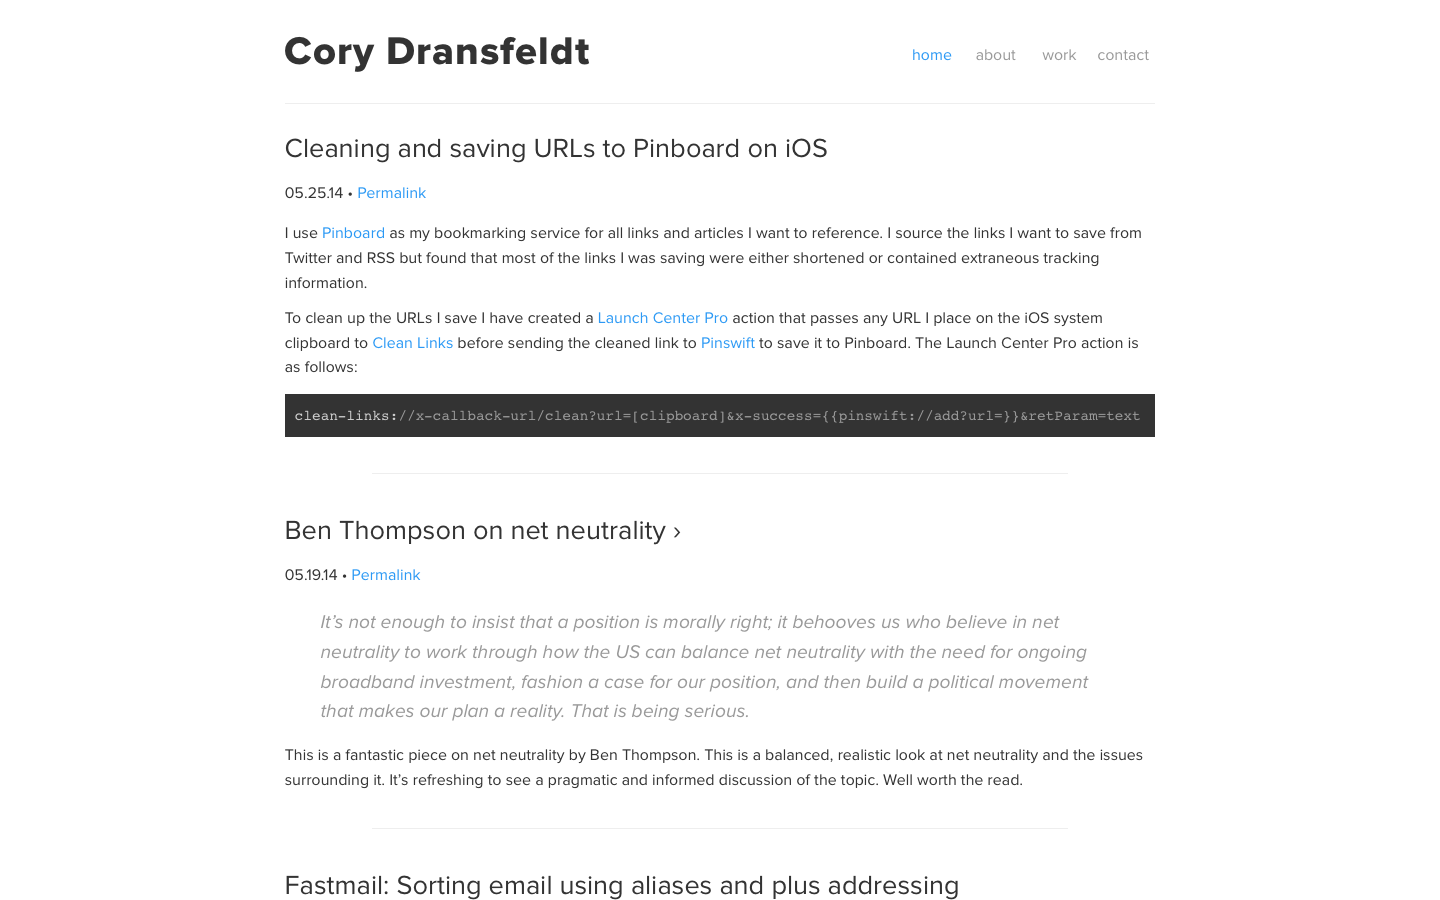 Cory Dransfeldt
home about work contact
Cleaning and saving URLs to Pinboard on iOS
05.25.14 • Permalink
I use Pinboard as my bookmarking service for all links and articles I want to reference. I source the links I want to save from
Twitter and RSS but found that most of the links I was saving were either shortened or contained extraneous tracking
information.
To clean up the URLs I save I have created a Launch Center Pro action that passes any URL I place on the iOS system
clipboard to Clean Links before sending the cleaned link to Pinswift to save it to Pinboard. The Launch Center Pro action is
as follows:
clean-links://x-callback-url/clean?url=[clipboard]&x-success={{pinswift://add?url=}}&retParam=text
Ben Thompson on net neutrality ›
05.19.14 • Permalink
It’s not enough to insist that a position is morally right; it behooves us who believe in net
neutrality to work through how the US can balance net neutrality with the need for ongoing
broadband investment, fashion a case for our position, and then build a political movement
that makes our plan a reality. That is being serious.
This is a fantastic piece on net neutrality by Ben Thompson. This is a balanced, realistic look at net neutrality and the issues
surrounding it. It’s refreshing to see a pragmatic and informed discussion of the topic. Well worth the read.
Fastmail: Sorting email using aliases and plus addressing